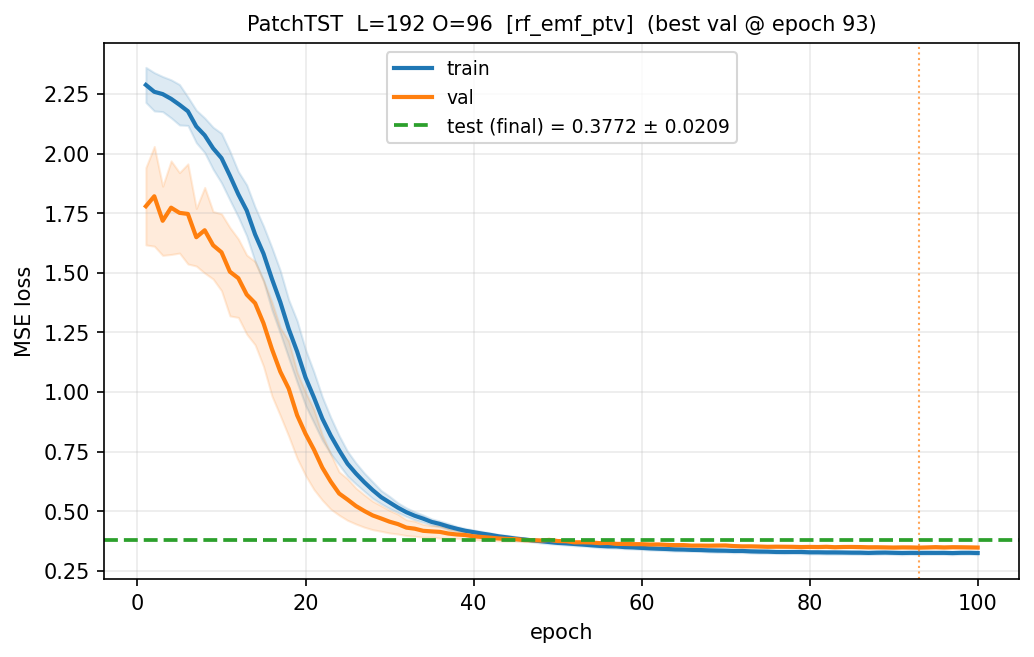 PatchTST  L=192 O=96  [rf_emf_ptv]  (best val @ epoch 93)
train
val
test (final) = 0.3772 ± 0.0209
MSE loss
2.25
2.00
1.75
1.50
1.25
1.00
0.75
0.50
0.25
0
20
40
60
80
100
epoch